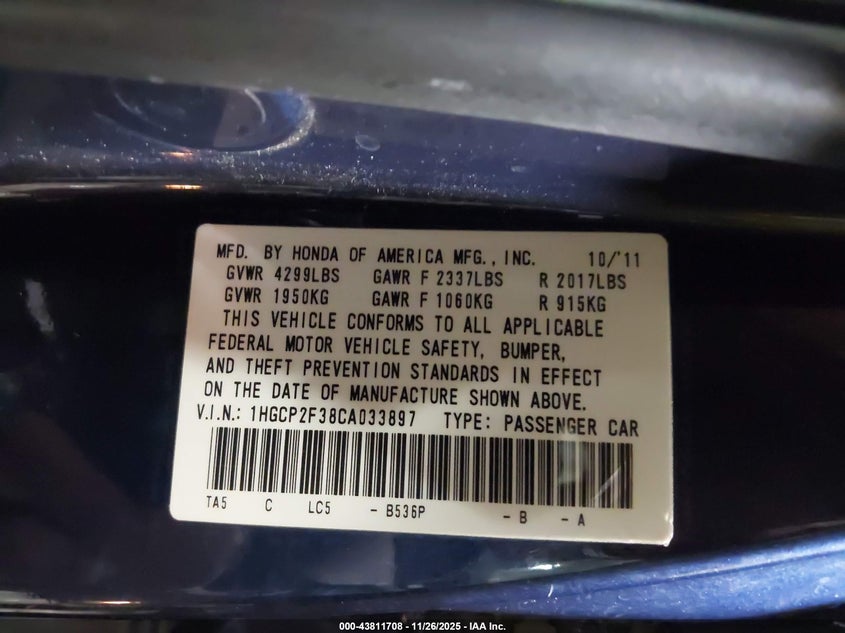 MFD. BY HONDA OF AMERICA MFG., INC. 10/'11
GVWR 4299LBS GAWR F 2337LBS R 2017LBS
GVWR 1950KG GAWR F 1060KG R 915KG
THIS VEHICLE CONFORMS TO ALL APPLICABLE
FEDERAL MOTOR VEHICLE SAFETY, BUMPER,
AND THEFT PREVENTION STANDARDS IN EFFECT
ON THE DATE OF MANUFACTURE SHOWN ABOVE.
V.I.N.: 1HGCP2F38CA033897 TYPE: PASSENGER CAR
TA5 C LC5 - B536P - B - A
000-43811708 - 11/26/2025 - IAA Inc.